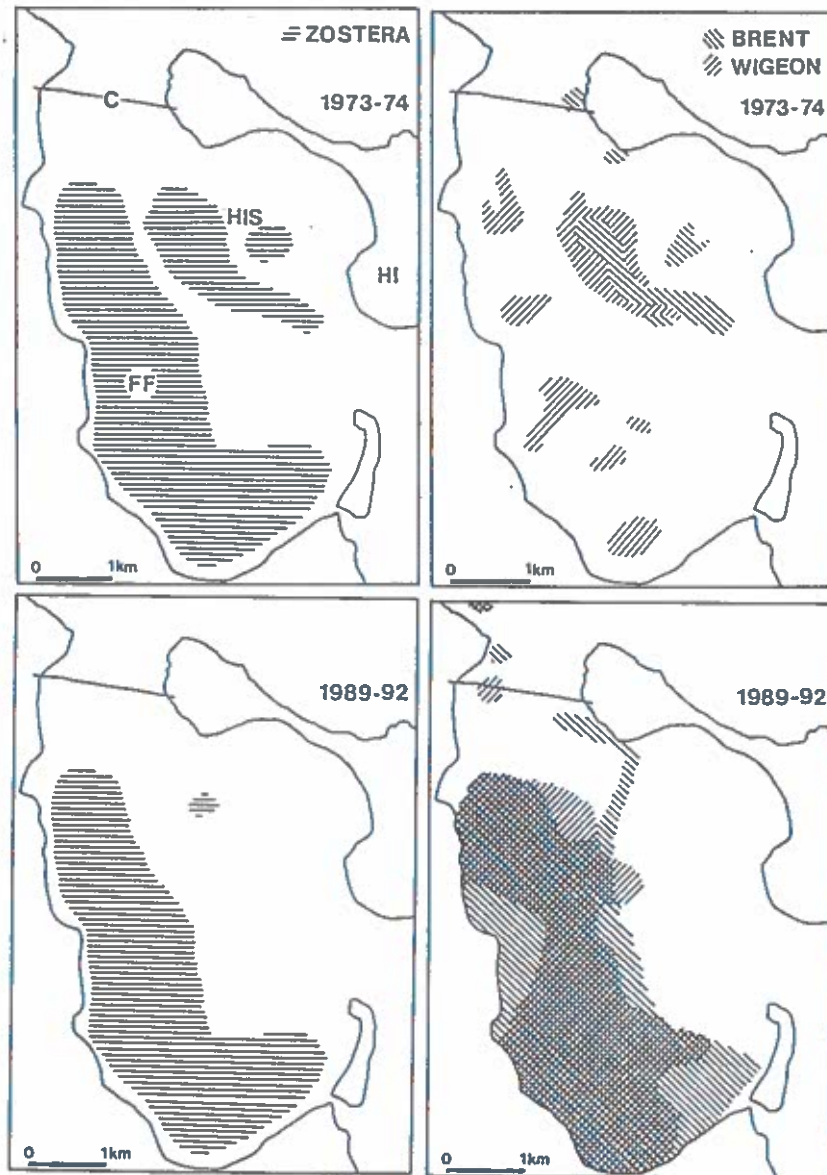 ZOSTERA
1973-74
C
HIS
HI
FF
0 1km
BRENT
WIGEON
1973-74
0 1km
1989-92
0 1km
1989-92
0 1km